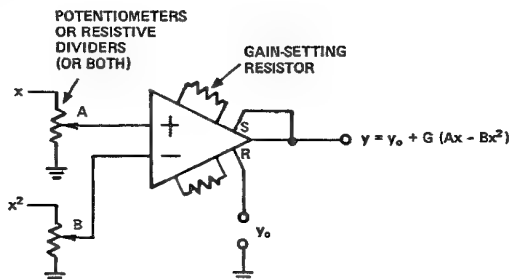 POTENTIOMETERS
OR RESISTIVE
DIVIDERS
(OR BOTH)
GAIN-SETTING
RESISTOR
x
A
+
S
y = y₀ + G (Ax - Bx²)
−
R
x²
B
y₀